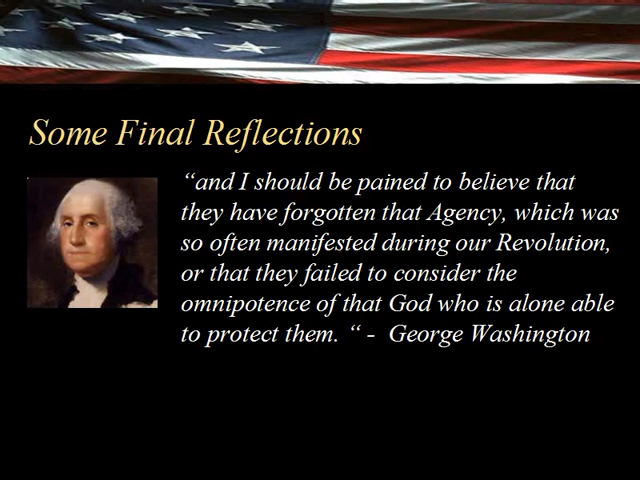 Some Final Reflections
“and I should be pained to believe that
they have forgotten that Agency, which was
so often manifested during our Revolution,
or that they failed to consider the
omnipotence of that God who is alone able
to protect them. “ -  George Washington